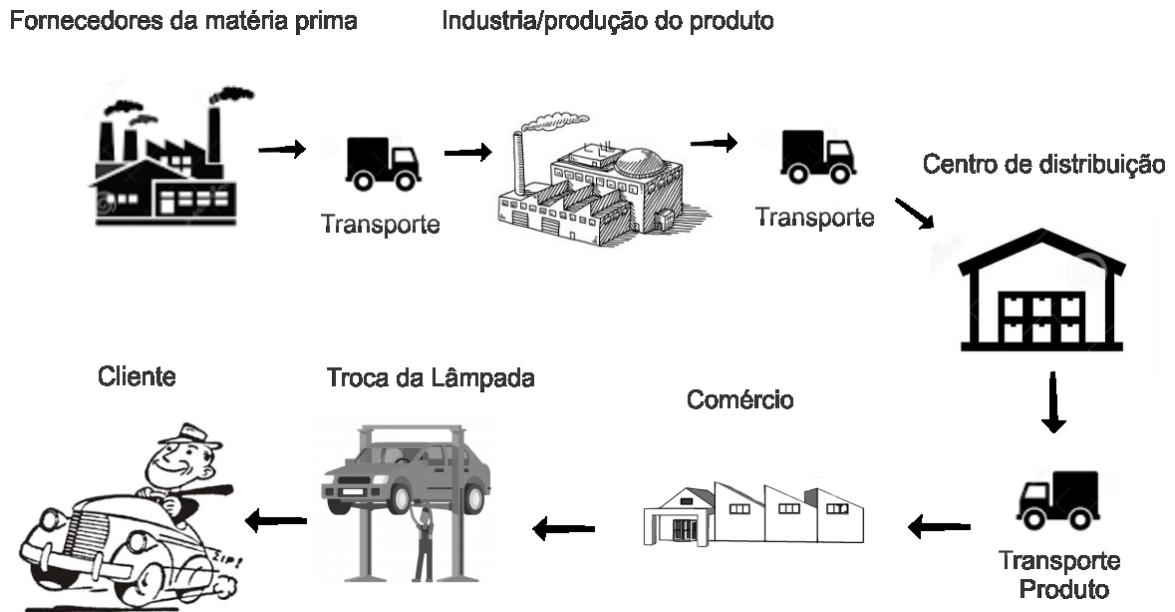 Fornecedores da matéria prima
Industria/produção do produto
Transporte
Transporte
Centro de distribuição
Cliente
Troca da Lâmpada
Comércio
ZIP!
Transporte
Produto